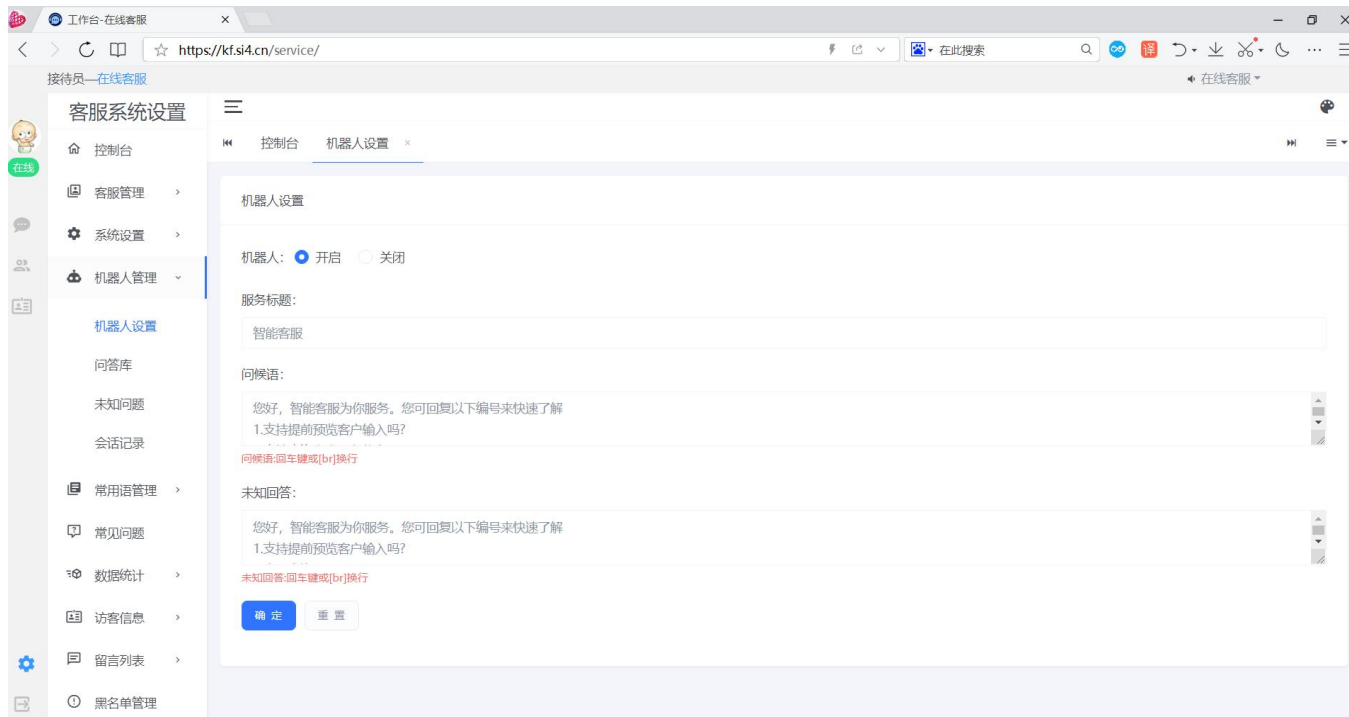 工作台-在线客服
https://kf.si4.cn/service/
在此搜索
译
接待员—在线客服
在线客服
客服系统设置
在线
控制台
机器人设置
控制台
客服管理
系统设置
机器人管理
机器人设置
问答库
未知问题
会话记录
常用语管理
常见问题
数据统计
访客信息
留言列表
黑名单管理
机器人设置
机器人: 开启 关闭
服务标题:
智能客服
问候语:
您好，智能客服为你服务。您可回复以下编号来快速了解
1.支持提前预览客户输入吗?
问候语:回车键或[br]换行
未知回答:
您好，智能客服为你服务。您可回复以下编号来快速了解
1.支持提前预览客户输入吗?
未知回答:回车键或[br]换行
确定 重置